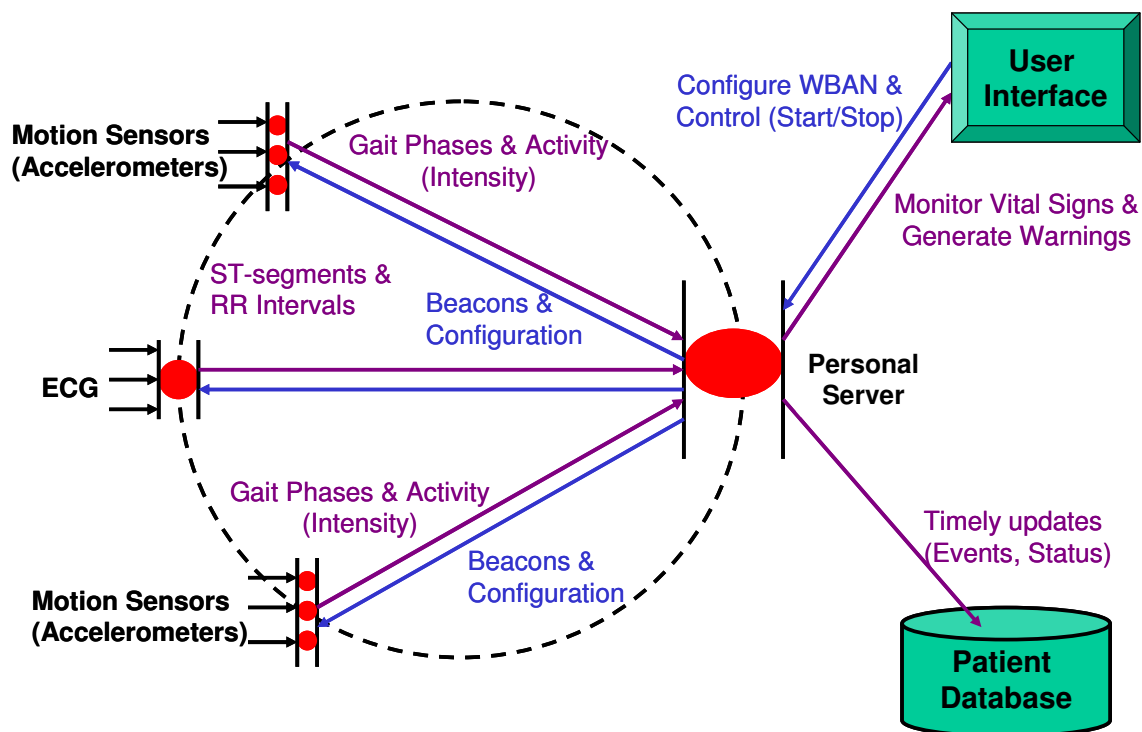 User
Interface
Configure WBAN &
Control (Start/Stop)
Motion Sensors
(Accelerometers)
Gait Phases & Activity
(Intensity)
Monitor Vital Signs &
Generate Warnings
ST-segments &
RR Intervals
Beacons &
Configuration
ECG
Personal
Server
Gait Phases & Activity
(Intensity)
Timely updates
(Events, Status)
Beacons &
Configuration
Motion Sensors
(Accelerometers)
Patient
Database